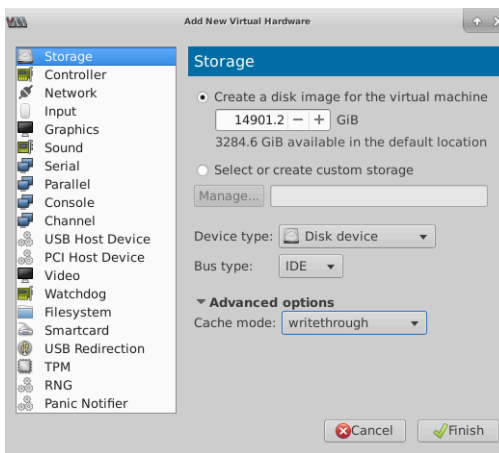 Add New Virtual Hardware
Storage
Controller
Network
Input
Graphics
Sound
Serial
Parallel
Console
Channel
USB Host Device
PCI Host Device
Video
Watchdog
Filesystem
Smartcard
USB Redirection
TPM
RNG
Panic Notifier
Storage
Create a disk image for the virtual machine
14901.2 − + GiB
3284.6 GiB available in the default location
Select or create custom storage
Manage...
Device type: Disk device
Bus type: IDE
Advanced options
Cache mode: writethrough
Cancel Finish